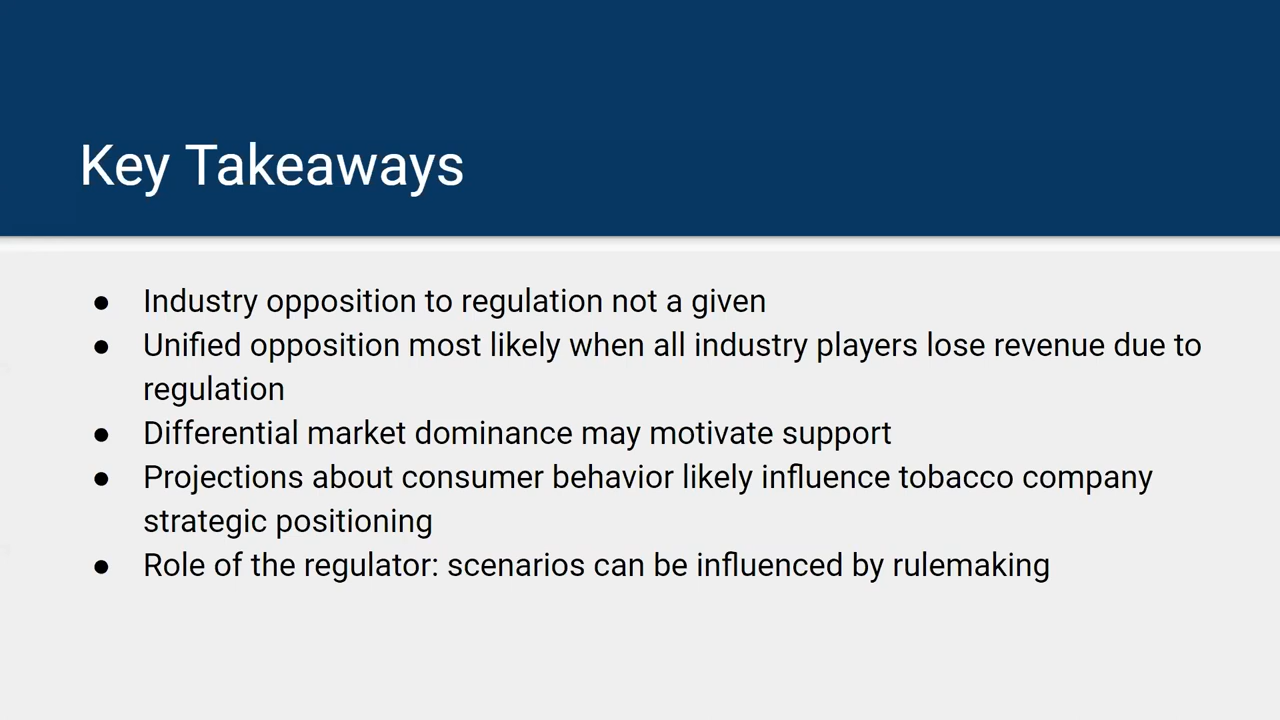 Key Takeaways
● Industry opposition to regulation not a given
● Unified opposition most likely when all industry players lose revenue due to
regulation
● Differential market dominance may motivate support
● Projections about consumer behavior likely influence tobacco company
strategic positioning
● Role of the regulator: scenarios can be influenced by rulemaking